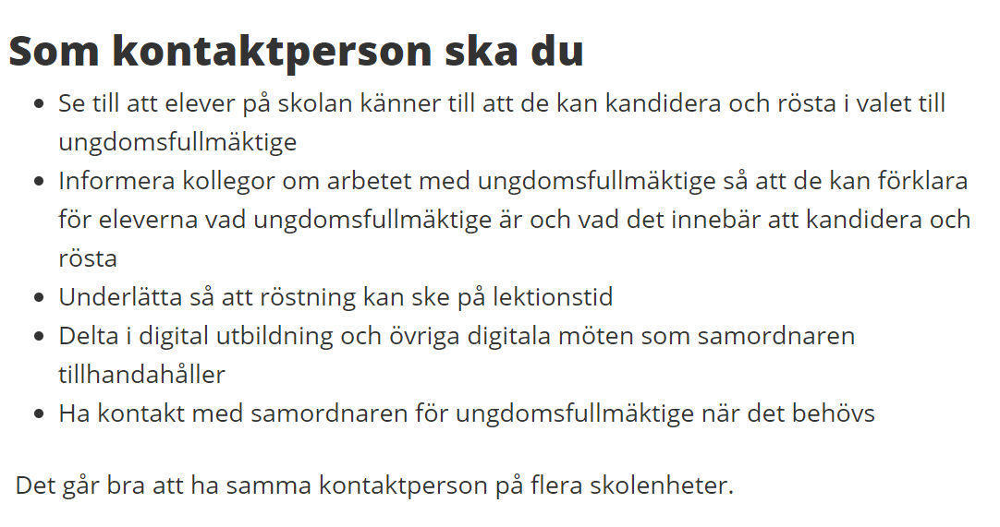 Som kontaktperson ska du
• Se till att elever på skolan känner till att de kan kandidera och rösta i valet till
ungdomsfullmäktige
• Informera kollegor om arbetet med ungdomsfullmäktige så att de kan förklara
för eleverna vad ungdomsfullmäktige är och vad det innebär att kandidera och
rösta
• Underlätta så att röstning kan ske på lektionstid
• Delta i digital utbildning och övriga digitala möten som samordnaren
tillhandahåller
• Ha kontakt med samordnaren för ungdomsfullmäktige när det behövs
Det går bra att ha samma kontaktperson på flera skolenheter.